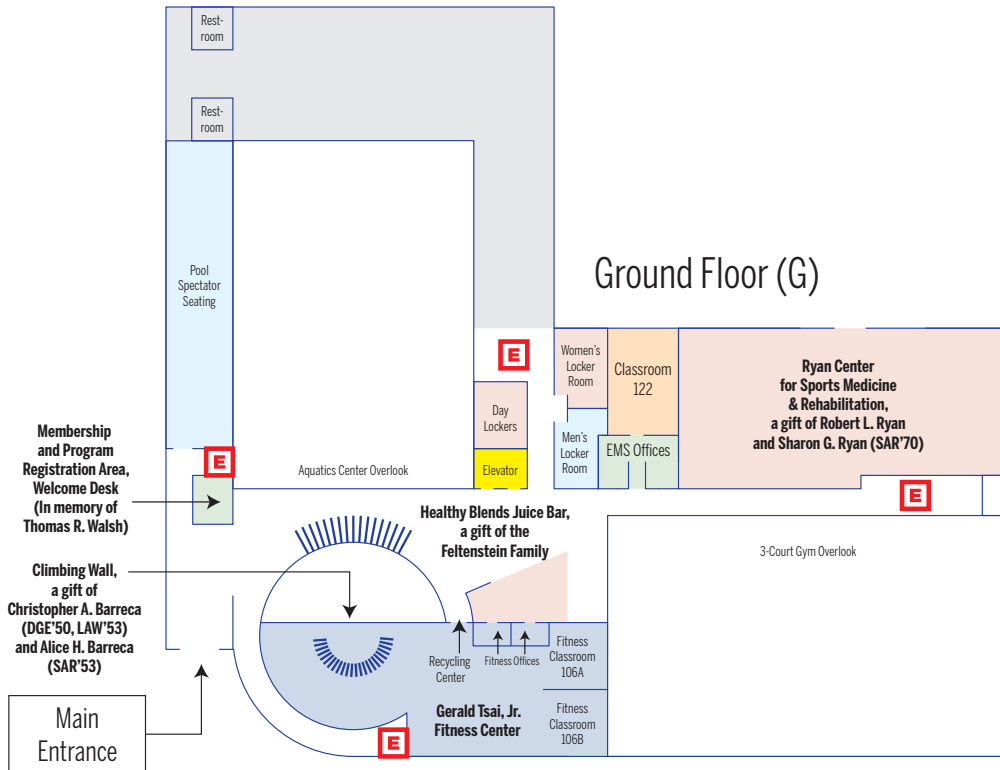 Rest-
room
Rest-
room
Pool
Spectator
Seating
Ground Floor (G)
E
Women's
Locker
Room
Classroom
122
Ryan Center
for Sports Medicine
& Rehabilitation,
a gift of Robert L. Ryan
and Sharon G. Ryan (SAR'70)
Day
Lockers
Men's
Locker
Room
EMS Offices
Membership
and Program
Registration Area,
Welcome Desk
(In memory of
Thomas R. Walsh)
E
Aquatics Center Overlook
Elevator
E
Healthy Blends Juice Bar,
a gift of the
Feltenstein Family
3-Court Gym Overlook
Climbing Wall,
a gift of
Christopher A. Barreca
(DGE'50, LAW'53)
and Alice H. Barreca
(SAR'53)
Recycling
Center
Fitness Offices
Fitness
Classroom
106A
Gerald Tsai, Jr.
Fitness Center
Fitness
Classroom
106B
E
Main
Entrance